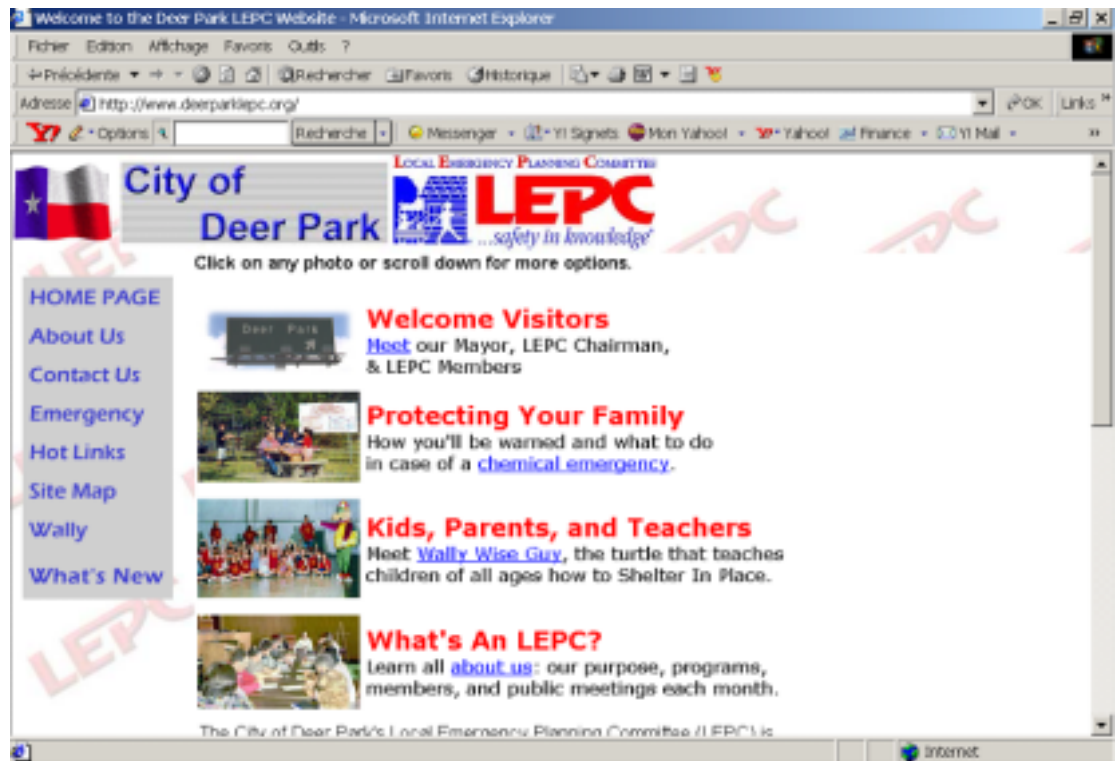 Welcome to the Deer Park LEPC Website - Microsoft Internet Explorer
Fichier Edition Affichage Favoris Outils ?
Précédente Rechercher Favoris Historique
Adresse http://www.deerparklepc.org/ OK Links »
Y! Options Recherche Messenger Y! Signets Mon Yahoo! Yahoo! Finance Y! Mail »
City of
Deer Park
LOCAL EMERGENCY PLANNING COMMITTEE
LEPC
...safety in knowledge
Click on any photo or scroll down for more options.
HOME PAGE
About Us
Contact Us
Emergency
Hot Links
Site Map
Wally
What's New
Deer Park
Welcome Visitors
Meet our Mayor, LEPC Chairman,
& LEPC Members
Protecting Your Family
How you'll be warned and what to do
in case of a chemical emergency.
Kids, Parents, and Teachers
Meet Wally Wise Guy, the turtle that teaches
children of all ages how to Shelter In Place.
What's An LEPC?
Learn all about us: our purpose, programs,
members, and public meetings each month.
The City of Deer Park's Local Emergency Planning Committee (LEPC) is
LEPC
Internet